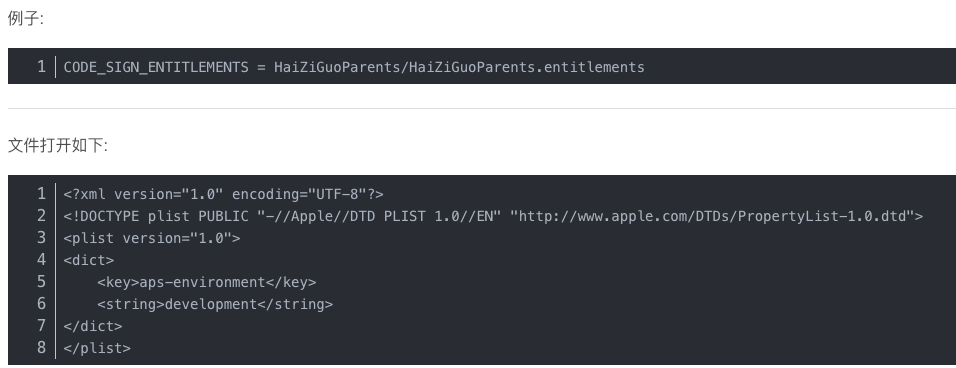 例子:
1 CODE_SIGN_ENTITLEMENTS = HaiZiGuoParents/HaiZiGuoParents.entitlements
文件打开如下:
1 <?xml version="1.0" encoding="UTF-8"?>
2 <!DOCTYPE plist PUBLIC "-//Apple//DTD PLIST 1.0//EN" "http://www.apple.com/DTDs/PropertyList-1.0.dtd">
3 <plist version="1.0">
4 <dict>
5     <key>aps-environment</key>
6     <string>development</string>
7 </dict>
8 </plist>